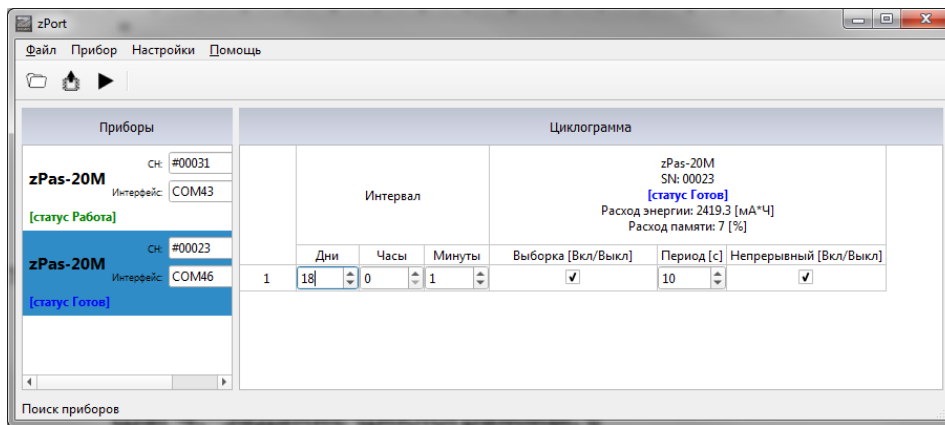 zPort
Файл Прибор Настройки Помощь
Приборы
Циклограмма
zPas-20M
СН: #00031
Интерфейс: COM43
[статус Работа]
zPas-20M
СН: #00023
Интерфейс: COM46
[статус Готов]
Интервал
zPas-20M
SN: 00023
[статус Готов]
Расход энергии: 2419.3 [мА*Ч]
Расход памяти: 7 [%]
Дни Часы Минуты Выборка [Вкл/Выкл] Период [с] Непрерывный [Вкл/Выкл]
1 18 0 1 10
Поиск приборов